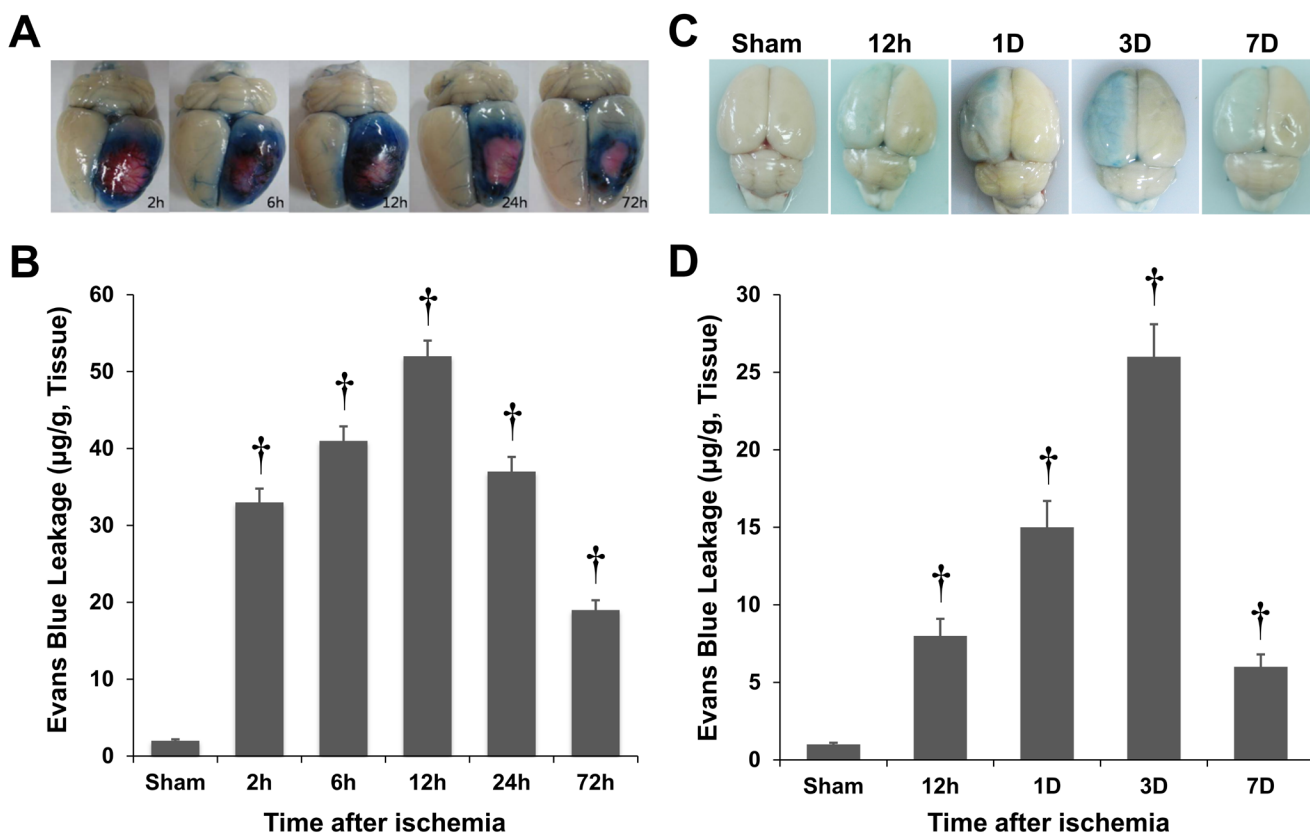 A
2h 6h 12h 24h 72h
B
Evans Blue Leakage (µg/g, Tissue)
60
50
40
30
20
10
0
†
†
†
†
†
Sham 2h 6h 12h 24h 72h
Time after ischemia
C
Sham 12h 1D 3D 7D
D
Evans Blue Leakage (µg/g, Tissue)
30
25
20
15
10
5
0
†
†
†
†
Sham 12h 1D 3D 7D
Time after ischemia